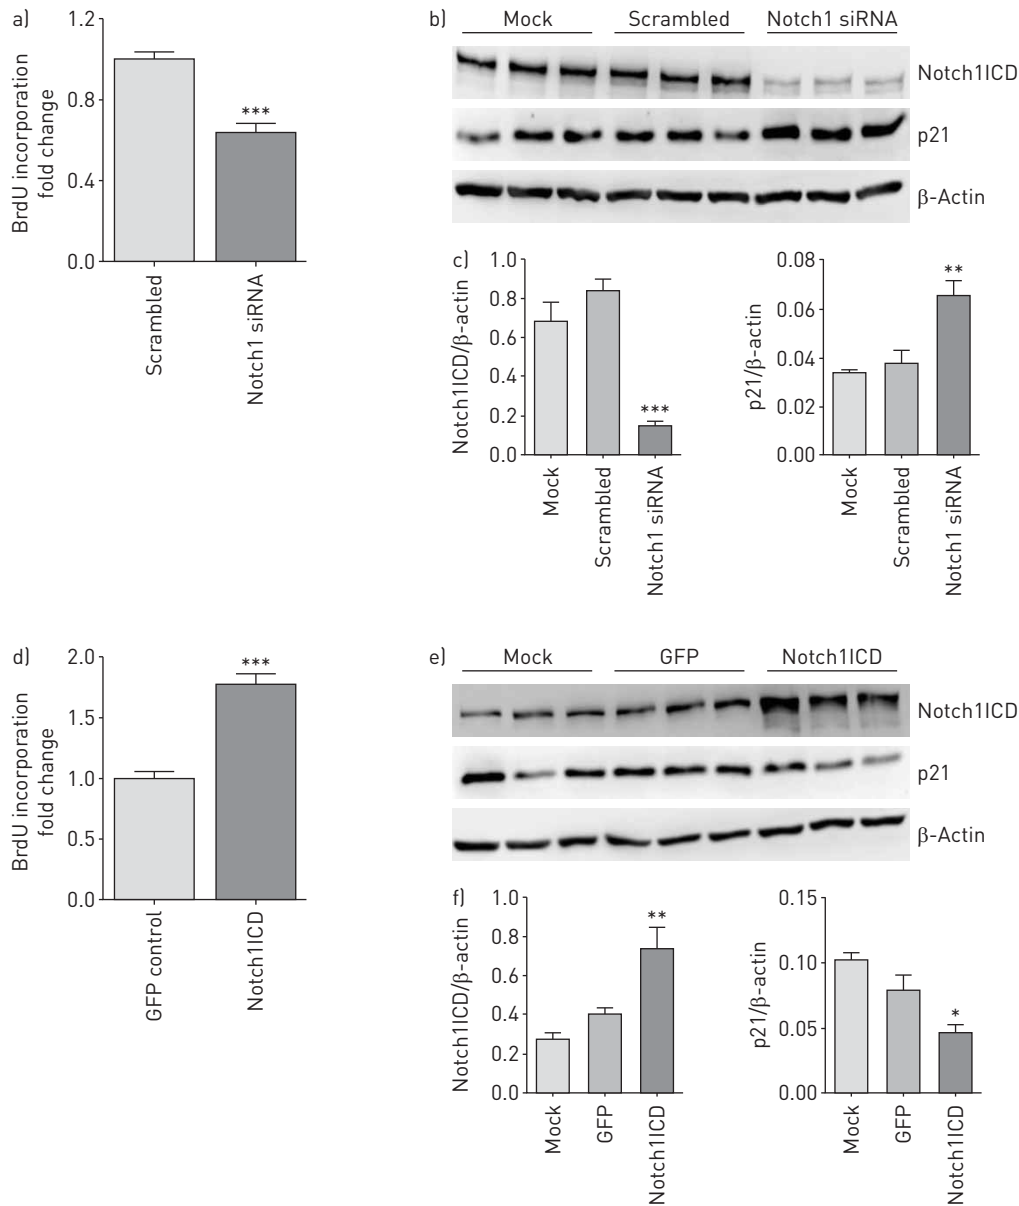 a)
1.2
0.8
0.4
0.0
BrdU incorporation
fold change
***
Scrambled
Notch1 siRNA
b)
Mock Scrambled Notch1 siRNA
Notch1ICD
p21
β-Actin
c)
1.0
0.8
0.6
0.4
0.2
0.0
Notch1ICD/β-actin
***
Mock
Scrambled
Notch1 siRNA
0.08
0.06
0.04
0.02
0.00
p21/β-actin
**
Mock
Scrambled
Notch1 siRNA
d)
2.0
1.5
1.0
0.5
0.0
BrdU incorporation
fold change
***
GFP control
Notch1ICD
e)
Mock GFP Notch1ICD
Notch1ICD
p21
β-Actin
f)
1.0
0.8
0.6
0.4
0.2
0.0
Notch1ICD/β-actin
**
Mock
GFP
Notch1ICD
0.15
0.10
0.05
0.00
p21/β-actin
*
Mock
GFP
Notch1ICD